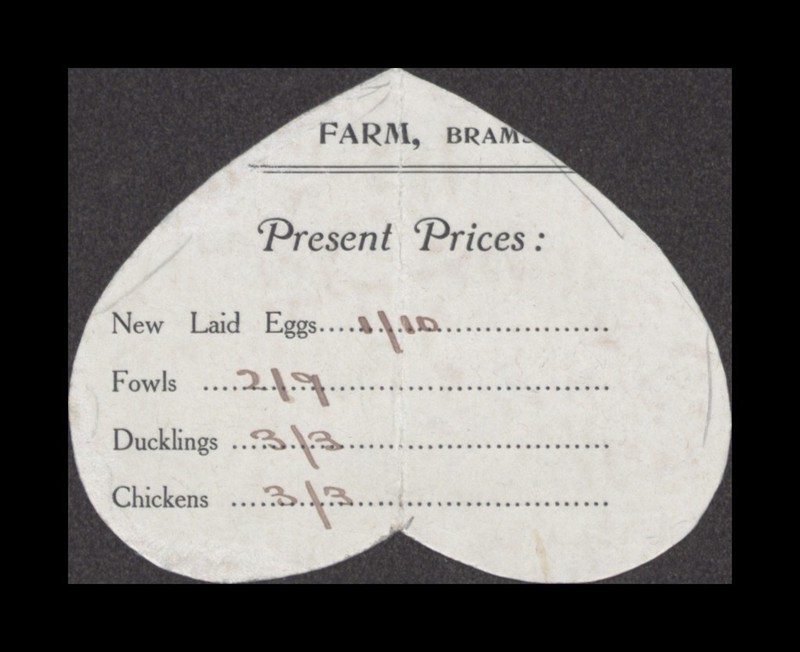 FARM, BRAMS
Present Prices:
New Laid Eggs....1/10....................
Fowls ....2/9..............................
Ducklings ...3/3............................
Chickens ....3/3............................